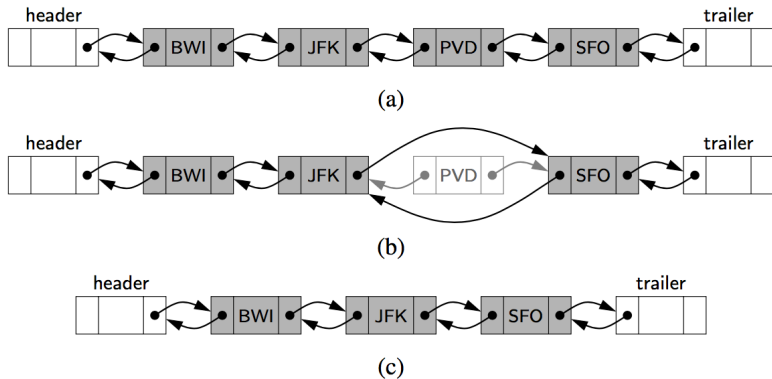 header trailer
BWI JFK PVD SFO
(a)
header trailer
BWI JFK PVD SFO
(b)
header trailer
BWI JFK SFO
(c)